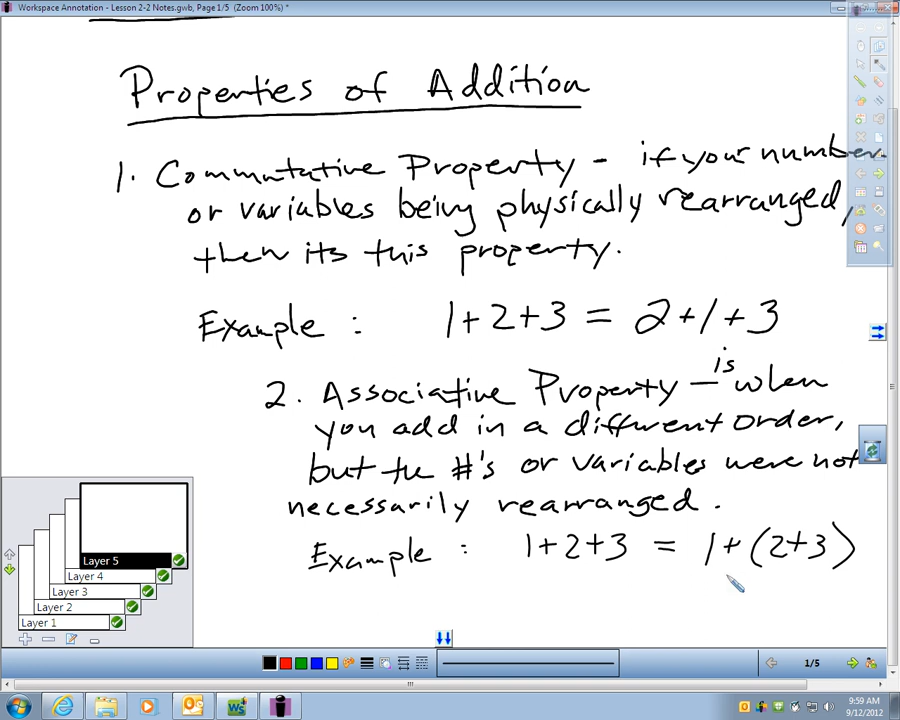 Workspace Annotation - Lesson 2-2 Notes.gwb, Page 1/5 (Zoom 100%) *
Properties of Addition
1. Commutative Property - if your number
or variables being physically rearranged,
then its this property.
Example : 1+2+3 = 2+1+3
2. Associative Property - is when
you add in a different order,
but the #'s or variables were not
necessarily rearranged.
Example : 1+2+3 = 1+(2+3)
Layer 5
Layer 4
Layer 3
Layer 2
Layer 1
1/5
9:59 AM
9/12/2012